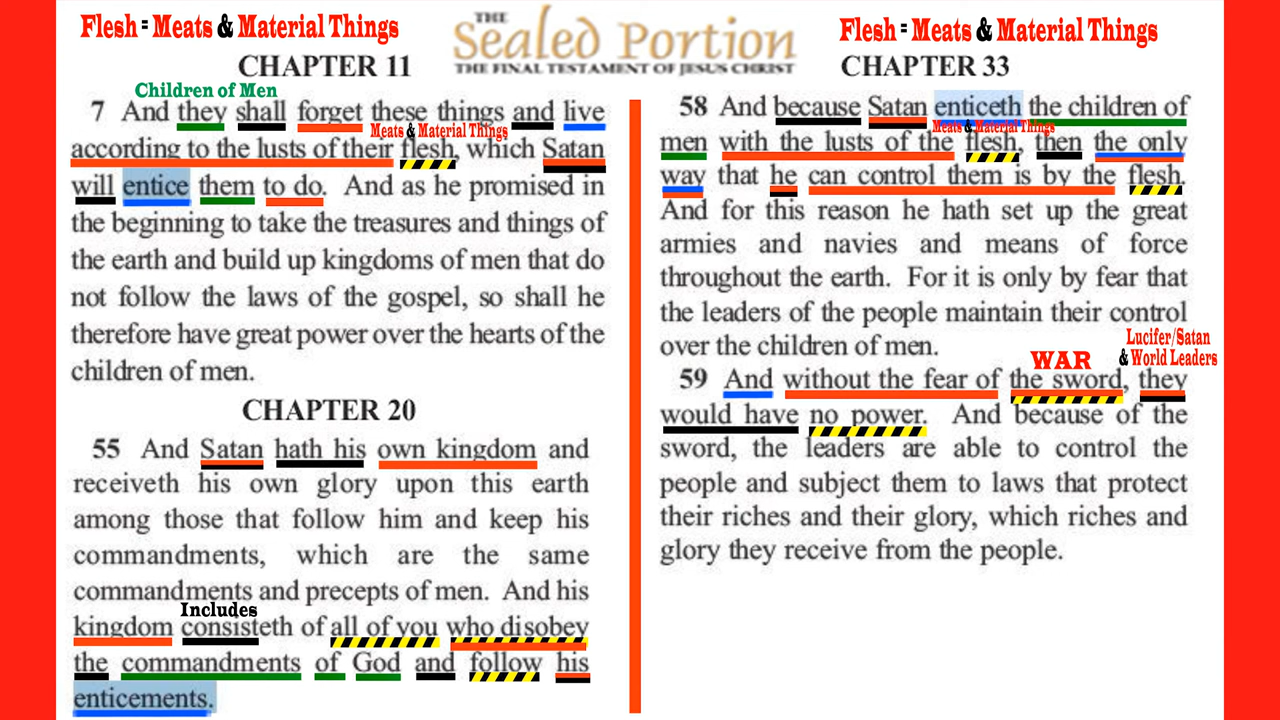 Flesh = Meats & Material Things
THE
Sealed Portion
THE FINAL TESTAMENT OF JESUS CHRIST
Flesh = Meats & Material Things
CHAPTER 11
Children of Men
7 And they shall forget these things and live
Meats & Material Things
according to the lusts of their flesh, which Satan
will entice them to do. And as he promised in
the beginning to take the treasures and things of
the earth and build up kingdoms of men that do
not follow the laws of the gospel, so shall he
therefore have great power over the hearts of the
children of men.
CHAPTER 20
55 And Satan hath his own kingdom and
receiveth his own glory upon this earth
among those that follow him and keep his
commandments, which are the same
commandments and precepts of men. And his
Includes
kingdom consisteth of all of you who disobey
the commandments of God and follow his
enticements.
CHAPTER 33
58 And because Satan enticeth the children of
Meats & Material Things
men with the lusts of the flesh, then the only
way that he can control them is by the flesh.
And for this reason he hath set up the great
armies and navies and means of force
throughout the earth. For it is only by fear that
the leaders of the people maintain their control
over the children of men.
Lucifer/Satan
& World Leaders
WAR
59 And without the fear of the sword, they
would have no power. And because of the
sword, the leaders are able to control the
people and subject them to laws that protect
their riches and their glory, which riches and
glory they receive from the people.